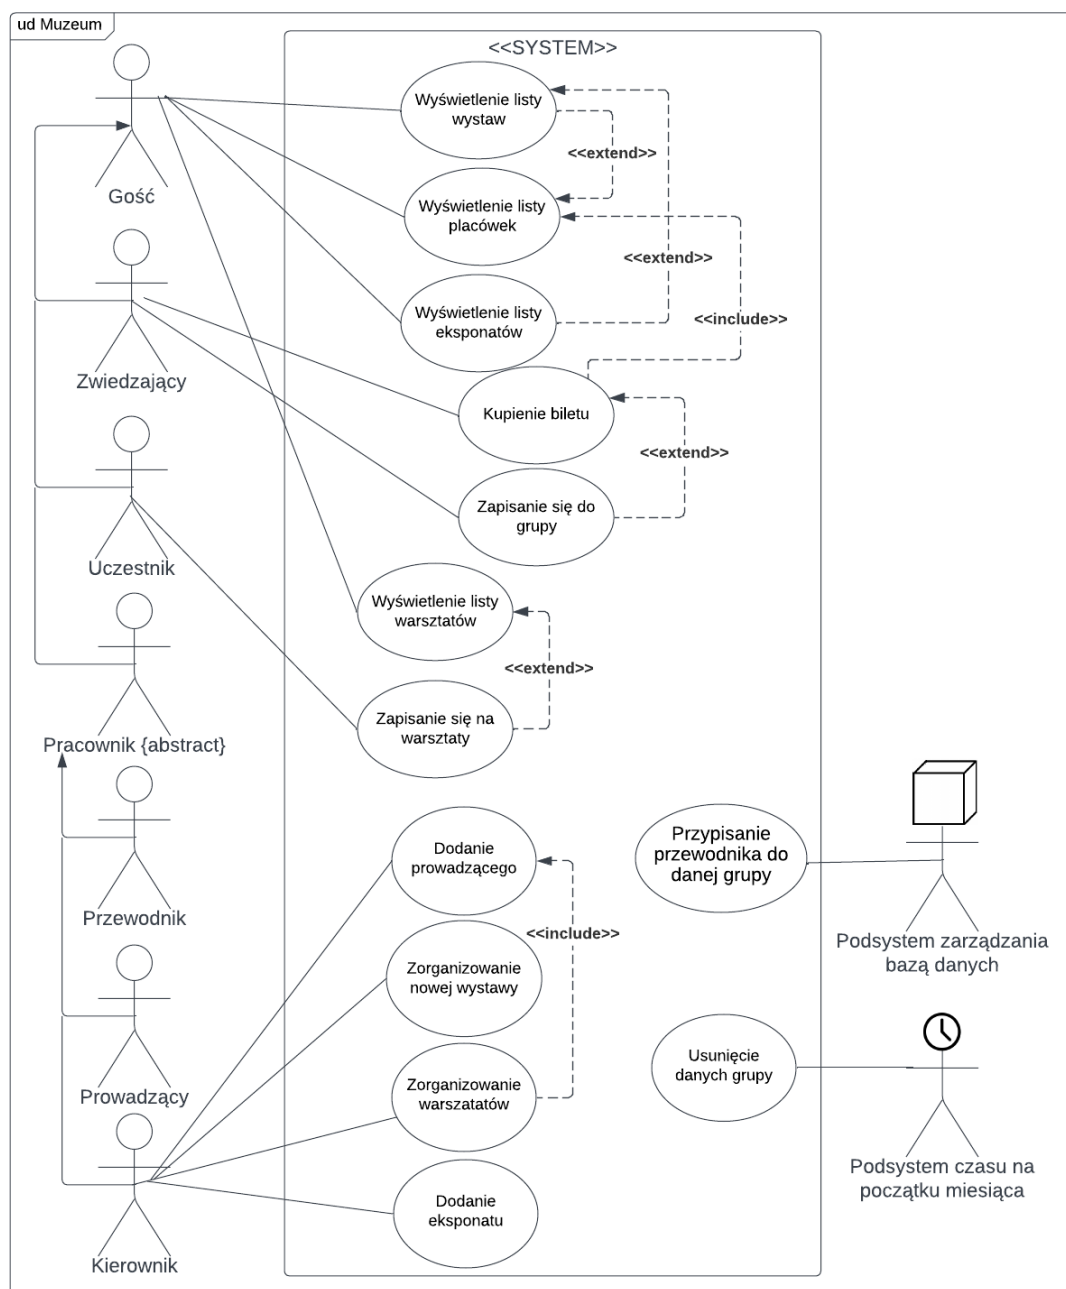 ud Muzeum
<<SYSTEM>>
Wyświetlenie listy
wystaw
<<extend>>
Gość
Wyświetlenie listy
placówek
<<extend>>
Wyświetlenie listy
eksponatów
<<include>>
Zwiedzający
Kupienie biletu
<<extend>>
Zapisanie się do
grupy
Uczestnik
Wyświetlenie listy
warsztatów
<<extend>>
Zapisanie się na
warsztaty
Pracownik {abstract}
Dodanie
prowadzącego
Przypisanie
przewodnika do
danej grupy
Przewodnik
<<include>>
Podsystem zarządzania
bazą danych
Zorganizowanie
nowej wystawy
Usunięcie
danych grupy
Prowadzący
Zorganizowanie
warszatatów
Podsystem czasu na
początku miesiąca
Dodanie
eksponatu
Kierownik